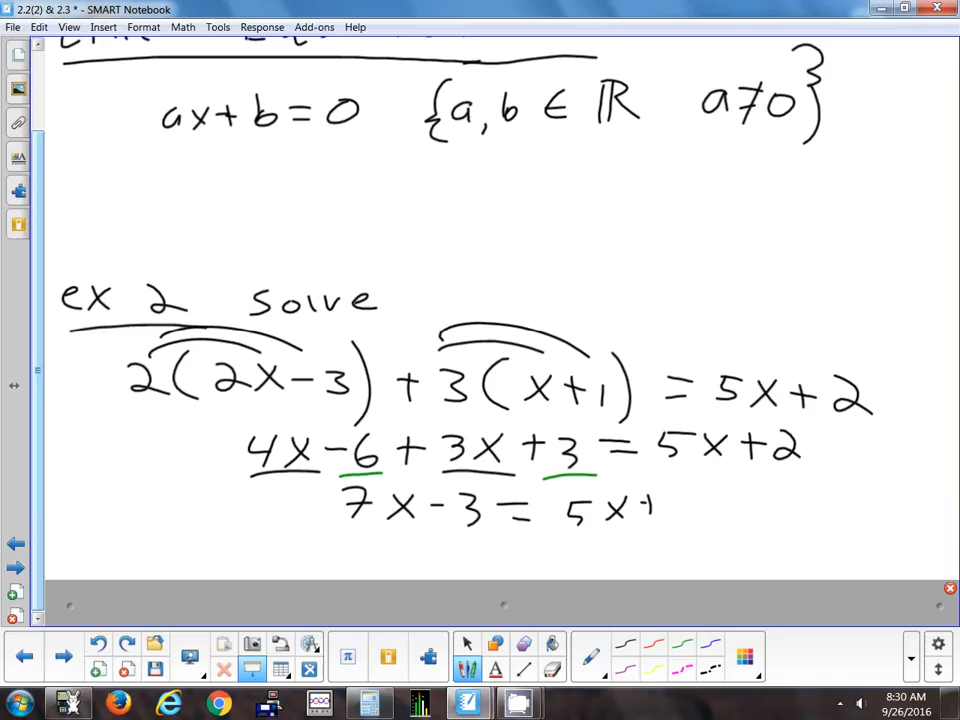 2.2(2) & 2.3 * - SMART Notebook
File Edit View Insert Format Math Tools Response Add-ons Help
ax+b=0 {a,b ∈ ℝ a≠0}
ex 2 solve
2(2x-3)+3(x+1)=5x+2
4x-6+3x+3=5x+2
7x-3=5x+
8:30 AM
9/26/2016